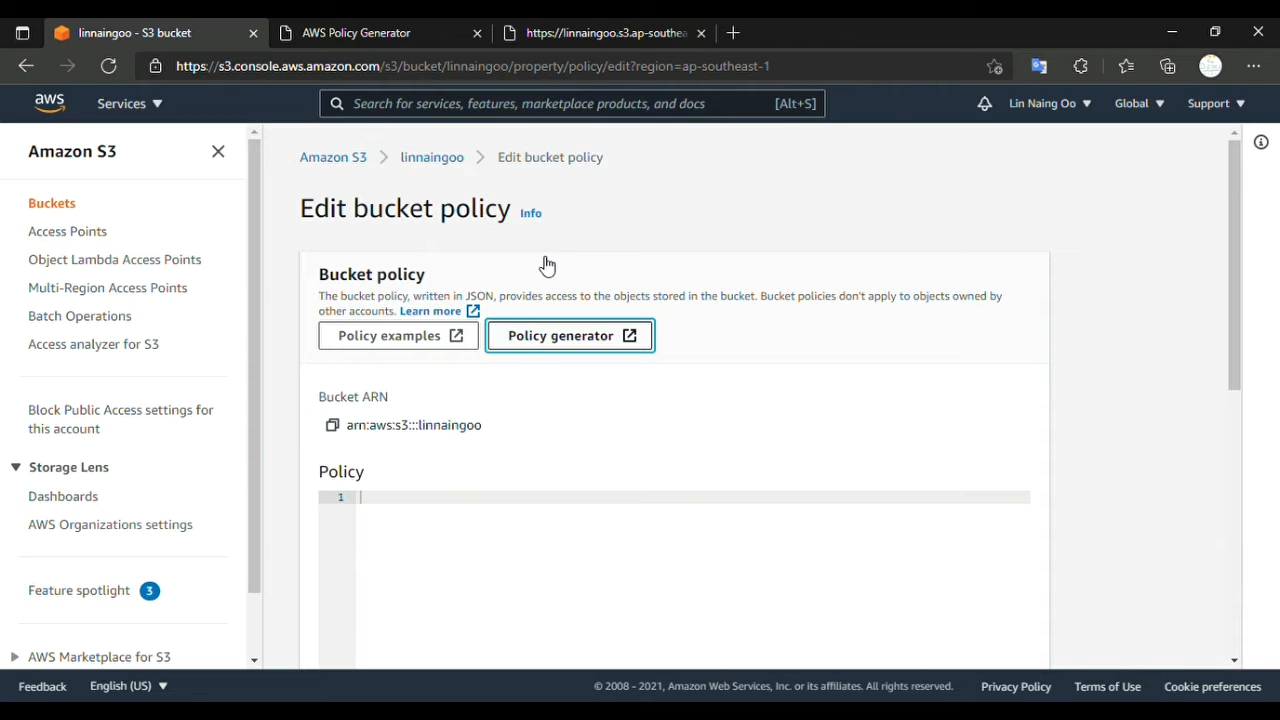 linnaingoo - S3 bucket
AWS Policy Generator
https://linnaingoo.s3.ap-southea
https://s3.console.aws.amazon.com/s3/bucket/linnaingoo/property/policy/edit?region=ap-southeast-1
aws
Services
Search for services, features, marketplace products, and docs
[Alt+S]
Lin Naing Oo
Global
Support
Amazon S3
Buckets
Access Points
Object Lambda Access Points
Multi-Region Access Points
Batch Operations
Access analyzer for S3
Block Public Access settings for
this account
Storage Lens
Dashboards
AWS Organizations settings
Feature spotlight 3
AWS Marketplace for S3
Amazon S3 > linnaingoo > Edit bucket policy
Edit bucket policy Info
Bucket policy
The bucket policy, written in JSON, provides access to the objects stored in the bucket. Bucket policies don't apply to objects owned by
other accounts. Learn more
Policy examples
Policy generator
Bucket ARN
arn:aws:s3:::linnaingoo
Policy
1
Feedback
English (US)
© 2008 - 2021, Amazon Web Services, Inc. or its affiliates. All rights reserved.
Privacy Policy
Terms of Use
Cookie preferences